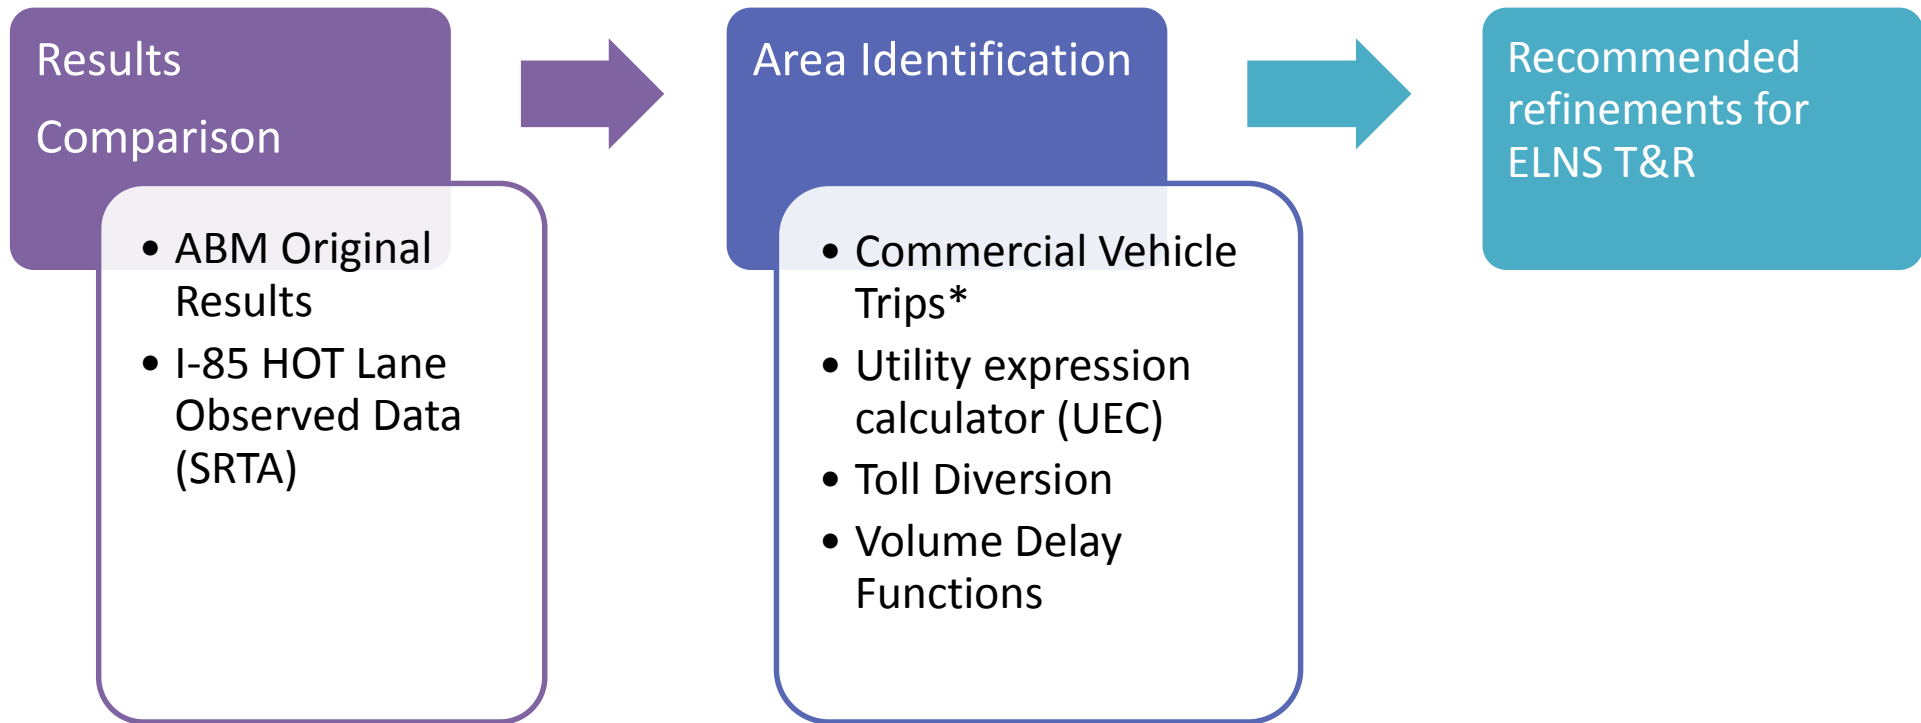 Results
Comparison
• ABM Original
Results
• I-85 HOT Lane
Observed Data
(SRTA)
Area Identification
• Commercial Vehicle
Trips*
• Utility expression
calculator (UEC)
• Toll Diversion
• Volume Delay
Functions
Recommended
refinements for
ELNS T&R